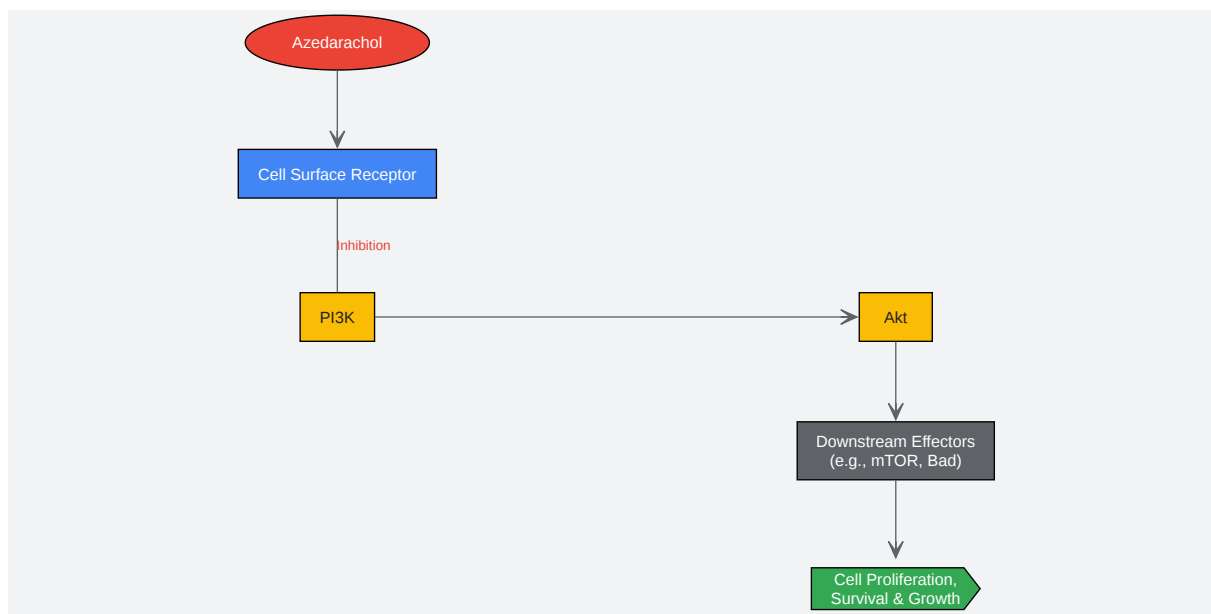 Azedarachol
Cell Surface Receptor
Inhibition
PI3K
Akt
Downstream Effectors
(e.g., mTOR, Bad)
Cell Proliferation,
Survival & Growth